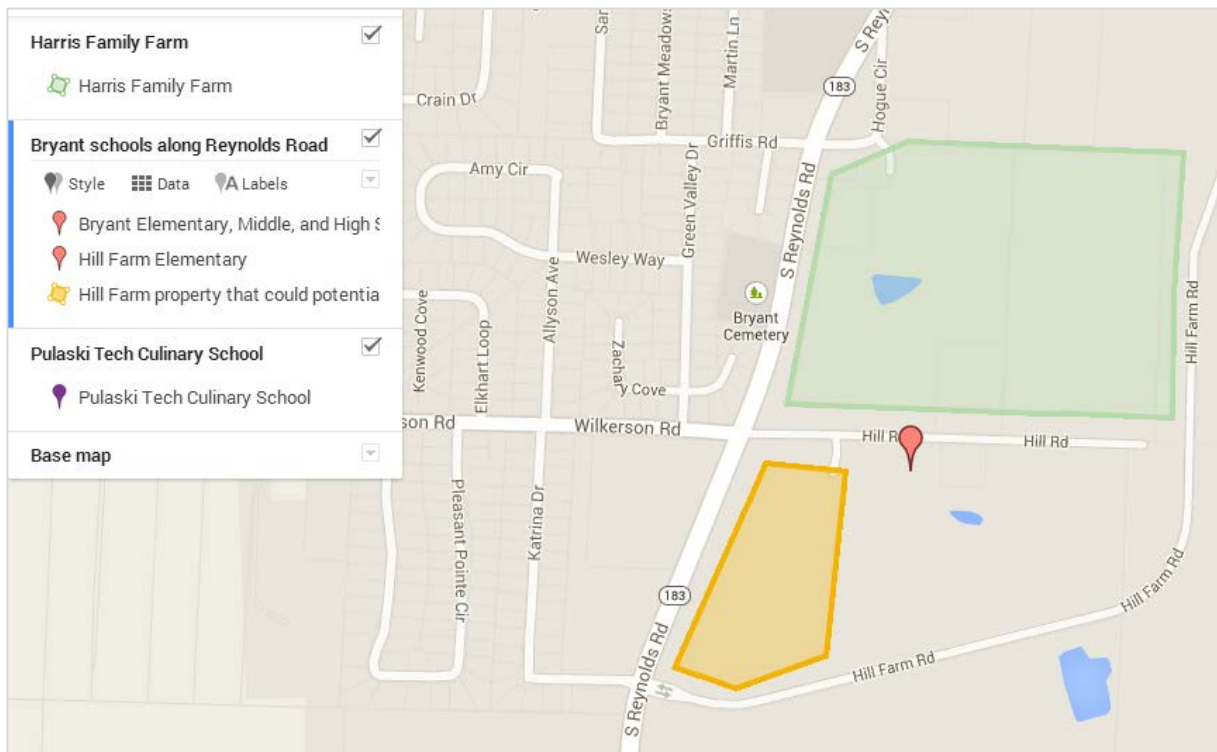 Harris Family Farm
Harris Family Farm
Bryant schools along Reynolds Road
Style Data A Labels
Bryant Elementary, Middle, and High S
Hill Farm Elementary
Hill Farm property that could potentia
Pulaski Tech Culinary School
Pulaski Tech Culinary School
Base map
Crain Dr
Bryant Meadows
Martin Ln
S Reyn
183
Hogue Cir
Griffis Rd
Amy Cir
Green Valley Dr
S Reynolds Rd
Wesley Way
Allyson Ave
Bryant
Cemetery
Kenwood Cove
Elkhart Loop
Zachary Cove
Hill Farm Rd
son Rd
Wilkerson Rd
Hill Rd
Hill Rd
Pleasant Pointe Cir
Katrina Dr
183
Hill Farm Rd
Hill Farm Rd
S Reynolds Rd